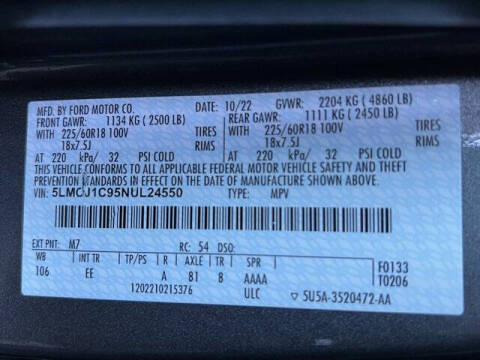 MFD. BY FORD MOTOR CO.
DATE: 10/22 GVWR: 2204 KG ( 4860 LB)
FRONT GAWR: 1134 KG ( 2500 LB) REAR GAWR: 1111 KG ( 2450 LB)
WITH 225/60R18 100V TIRES WITH 225/60R18 100V TIRES
18x7.5J RIMS 18x7.5J RIMS
AT 220 kPa/ 32 PSI COLD AT 220 kPa/ 32 PSI COLD
THIS VEHICLE CONFORMS TO ALL APPLICABLE FEDERAL MOTOR VEHICLE SAFETY AND THEFT
PREVENTION STANDARDS IN EFFECT ON THE DATE OF MANUFACTURE SHOWN ABOVE.
VIN: 5LMCJ1C95NUL24550 TYPE: MPV
EXT PNT: M7 RC: 54 DSO:
WB INT TR TP/PS R AXLE TR SPR
106 EE A 81 8 AAAA
F0133
T0206
1202210215376 ULC
5U5A-3520472-AA